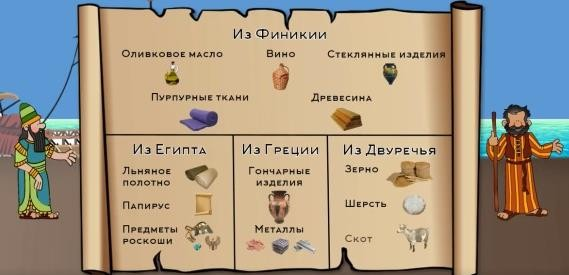 Из Финикии
Оливковое масло Вино Стеклянные изделия
Пурпурные ткани Древесина
Из Египта
Льняное
полотно
Папирус
Предметы
роскоши
Из Греции
Гончарные
изделия
Металлы
Из Двуречья
Зерно
Шерсть
Скот